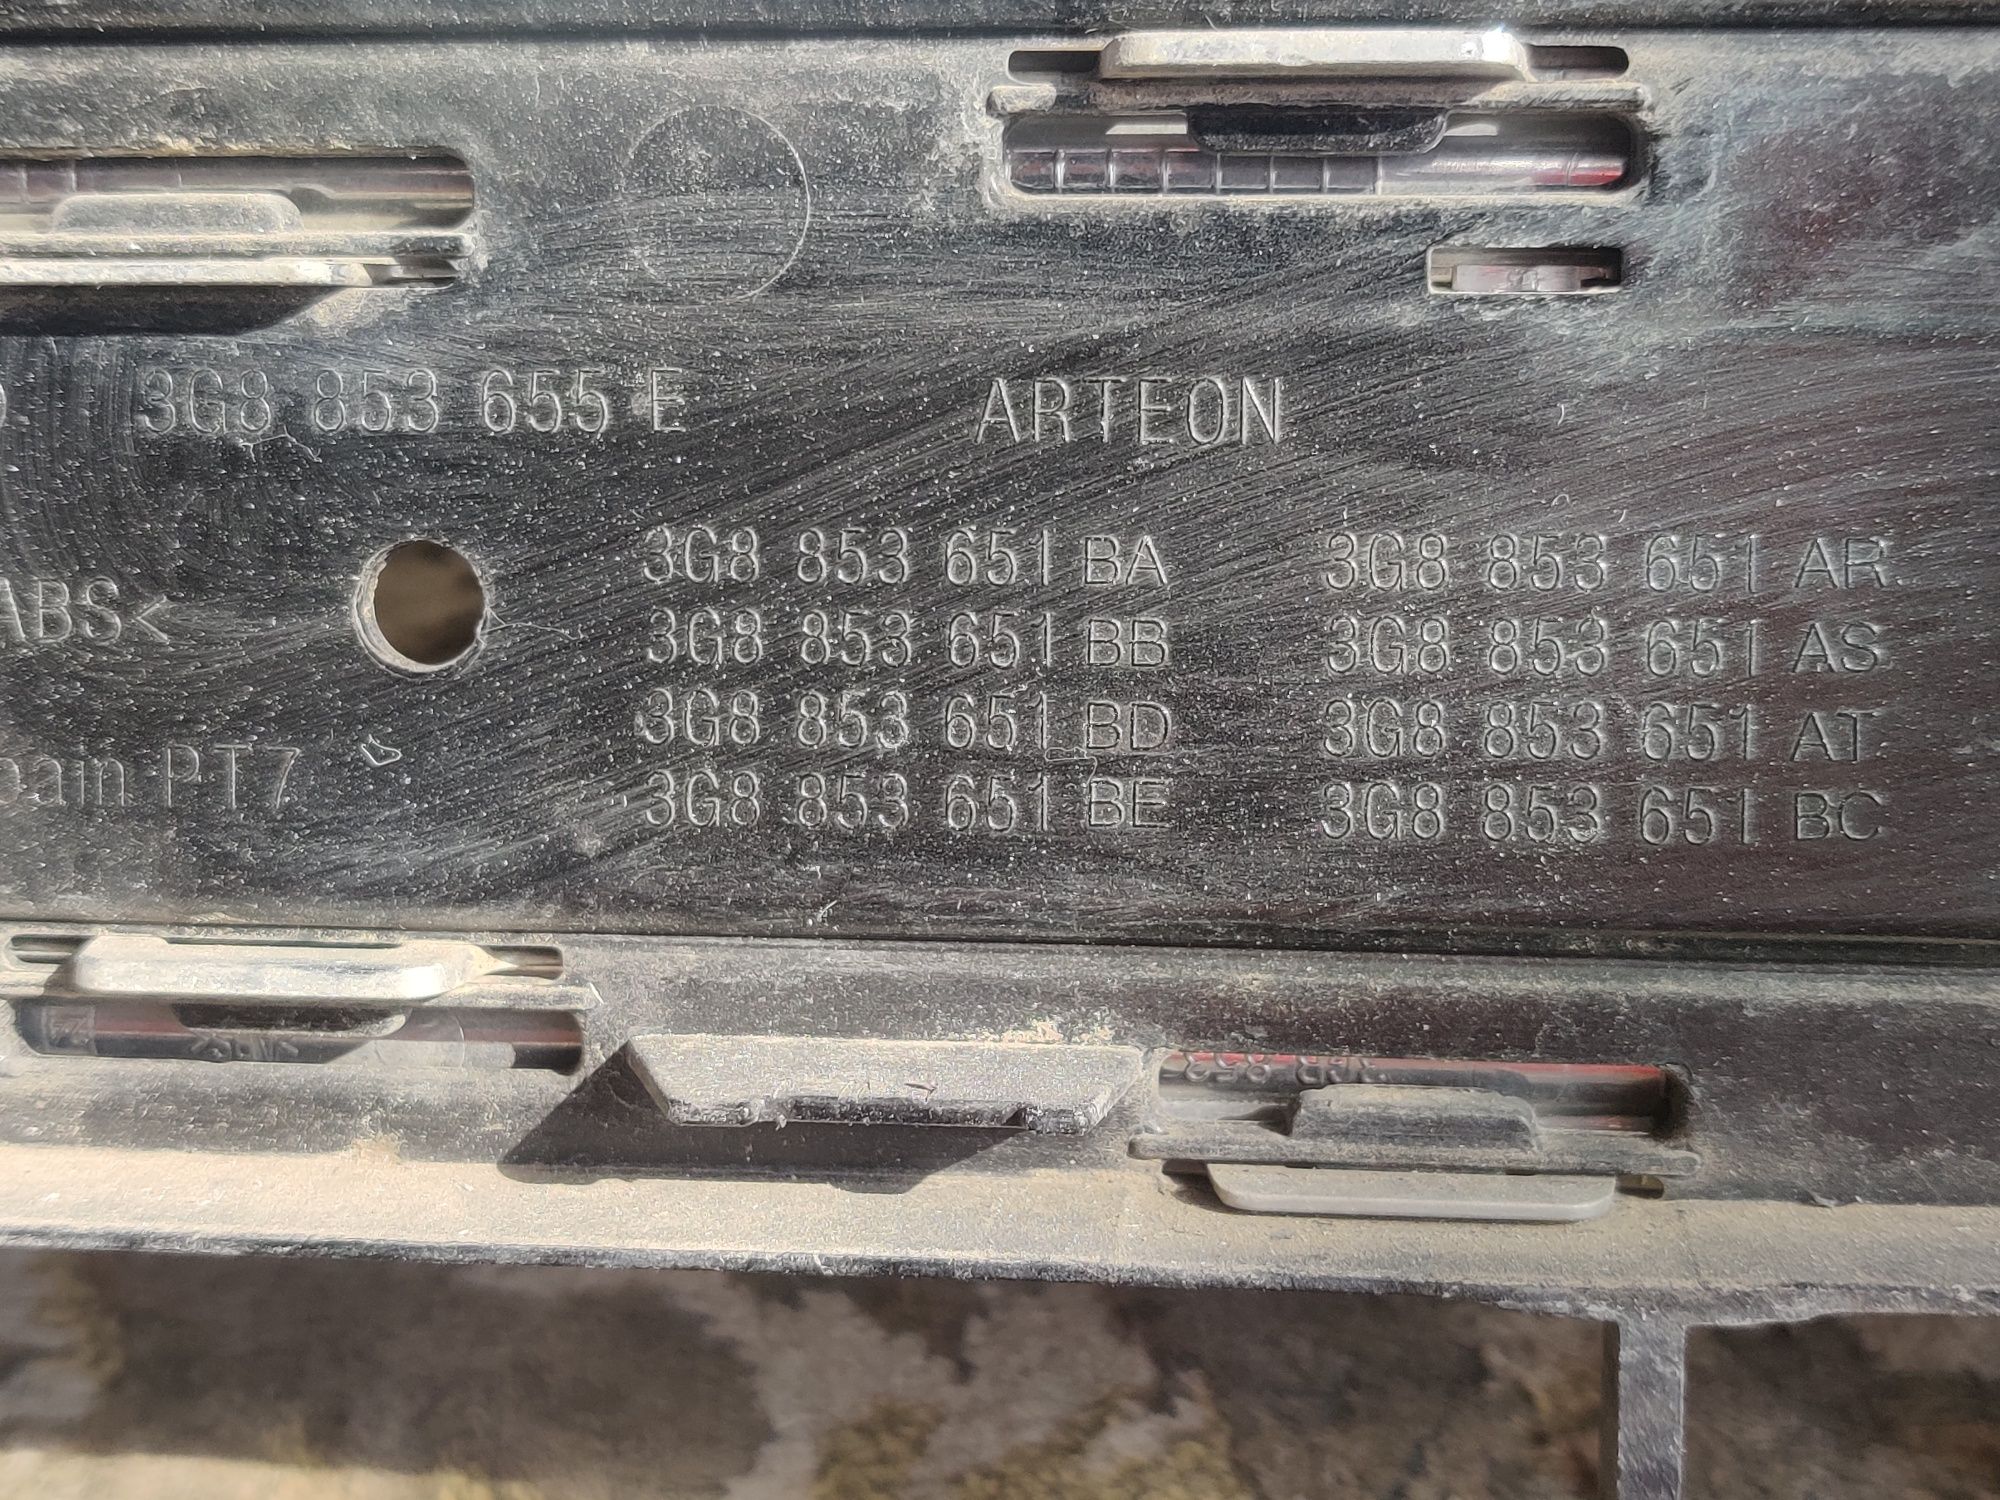 3G8 853 655 E ARTEON
3G8 853 651 BA 3G8 853 651 AR
3G8 853 651 BB 3G8 853 651 AS
ABS<
3G8 853 651 BD 3G8 853 651 AT
PT7
3G8 853 651 BE 3G8 853 651 BC